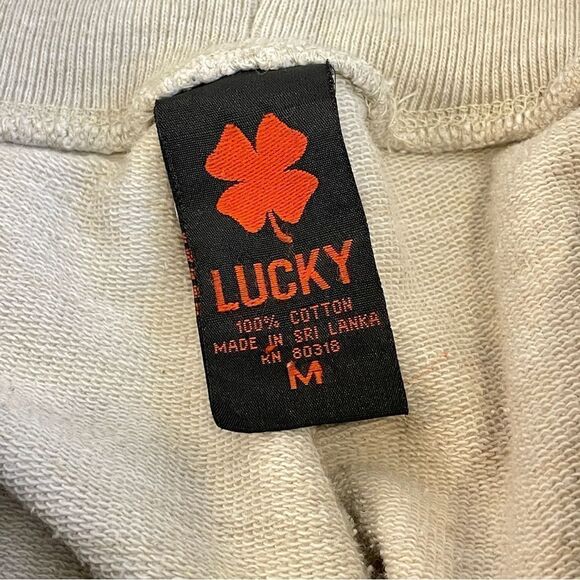 LUCKY
100% COTTON
MADE IN SRI LANKA
RN 80318
M